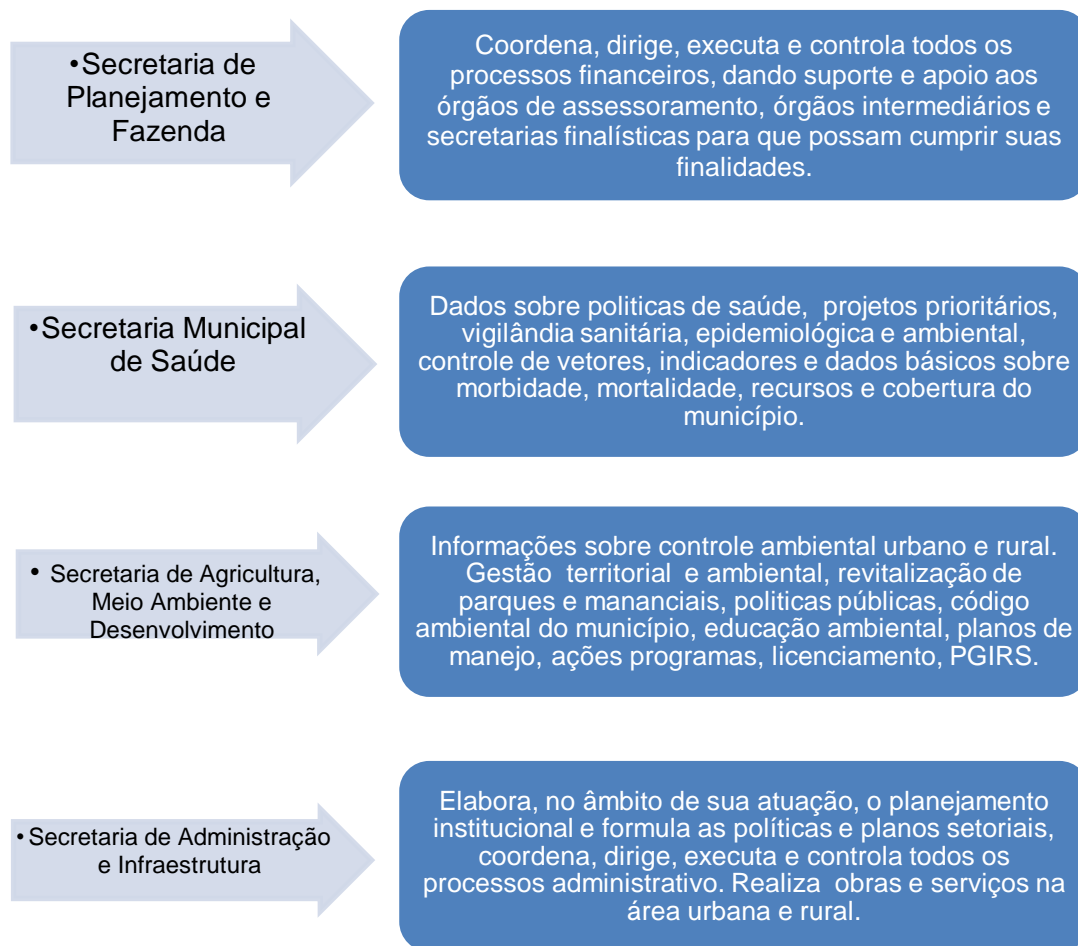 •Secretaria de
Planejamento e
Fazenda
Coordena, dirige, executa e controla todos os
processos financeiros, dando suporte e apoio aos
órgãos de assessoramento, órgãos intermediários e
secretarias finalísticas para que possam cumprir suas
finalidades.
•Secretaria Municipal
de Saúde
Dados sobre politicas de saúde, projetos prioritários,
vigilândia sanitária, epidemiológica e ambiental,
controle de vetores, indicadores e dados básicos sobre
morbidade, mortalidade, recursos e cobertura do
município.
• Secretaria de Agricultura,
Meio Ambiente e
Desenvolvimento
Informações sobre controle ambiental urbano e rural.
Gestão territorial e ambiental, revitalização de
parques e mananciais, politicas públicas, código
ambiental do município, educação ambiental, planos de
manejo, ações programas, licenciamento, PGIRS.
• Secretaria de Administração
e Infraestrutura
Elabora, no âmbito de sua atuação, o planejamento
institucional e formula as políticas e planos setoriais,
coordena, dirige, executa e controla todos os
processos administrativo. Realiza obras e serviços na
área urbana e rural.